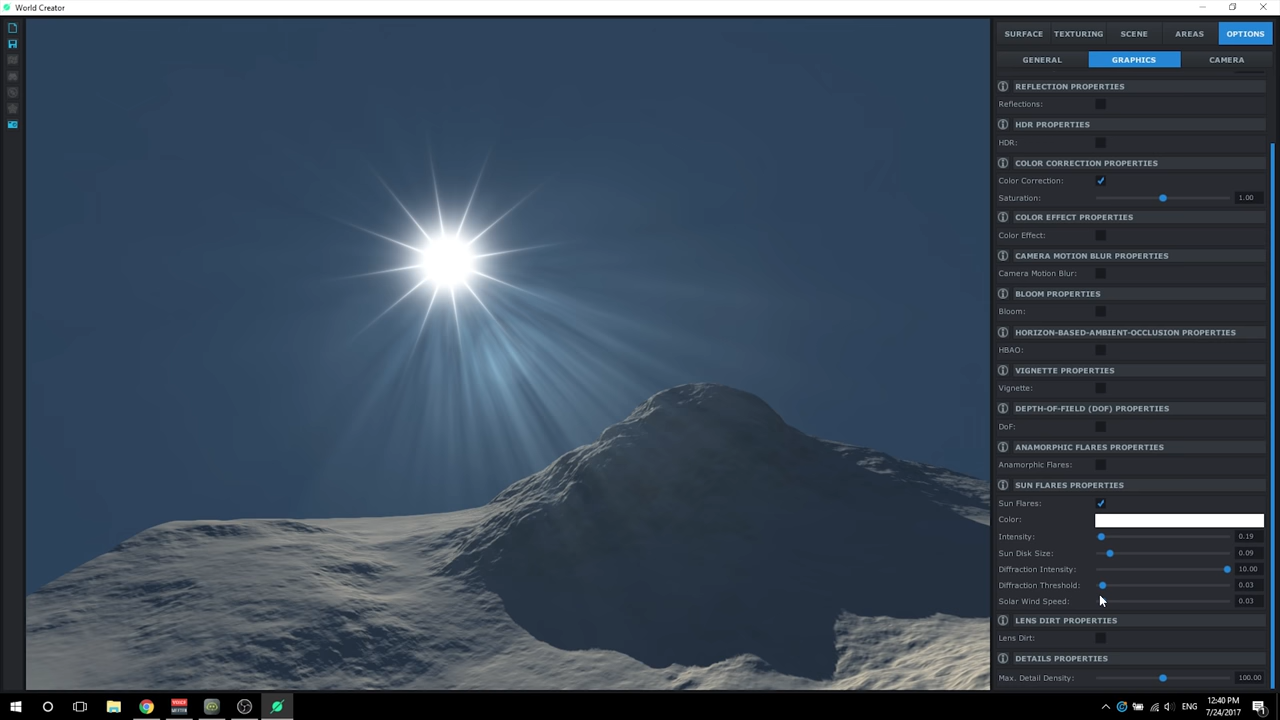 World Creator
SURFACE TEXTURING SCENE AREAS OPTIONS
GENERAL GRAPHICS CAMERA
REFLECTION PROPERTIES
Reflections:
HDR PROPERTIES
HDR:
COLOR CORRECTION PROPERTIES
Color Correction:
Saturation: 1.00
COLOR EFFECT PROPERTIES
Color Effect:
CAMERA MOTION BLUR PROPERTIES
Camera Motion Blur:
BLOOM PROPERTIES
Bloom:
HORIZON-BASED-AMBIENT-OCCLUSION PROPERTIES
HBAO:
VIGNETTE PROPERTIES
Vignette:
DEPTH-OF-FIELD (DOF) PROPERTIES
DoF:
ANAMORPHIC FLARES PROPERTIES
Anamorphic Flares:
SUN FLARES PROPERTIES
Sun Flares:
Color:
Intensity: 0.19
Sun Disk Size: 0.09
Diffraction Intensity: 10.00
Diffraction Threshold: 0.03
Solar Wind Speed: 0.03
LENS DIRT PROPERTIES
Lens Dirt:
DETAILS PROPERTIES
Max. Detail Density: 100.00
ENG
12:40 PM
7/24/2017